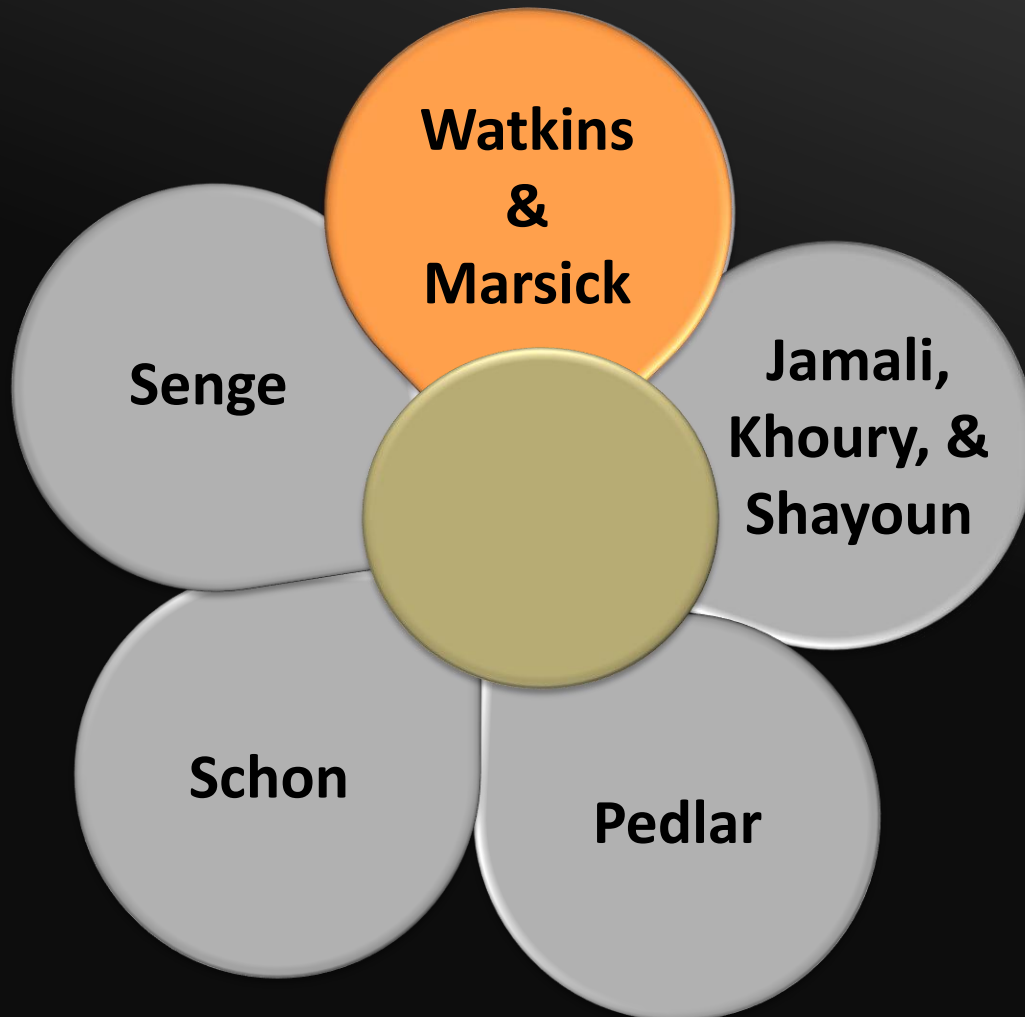 Watkins
&
Marsick
Jamali,
Khoury, &
Shayoun
Pedlar
Schon
Senge